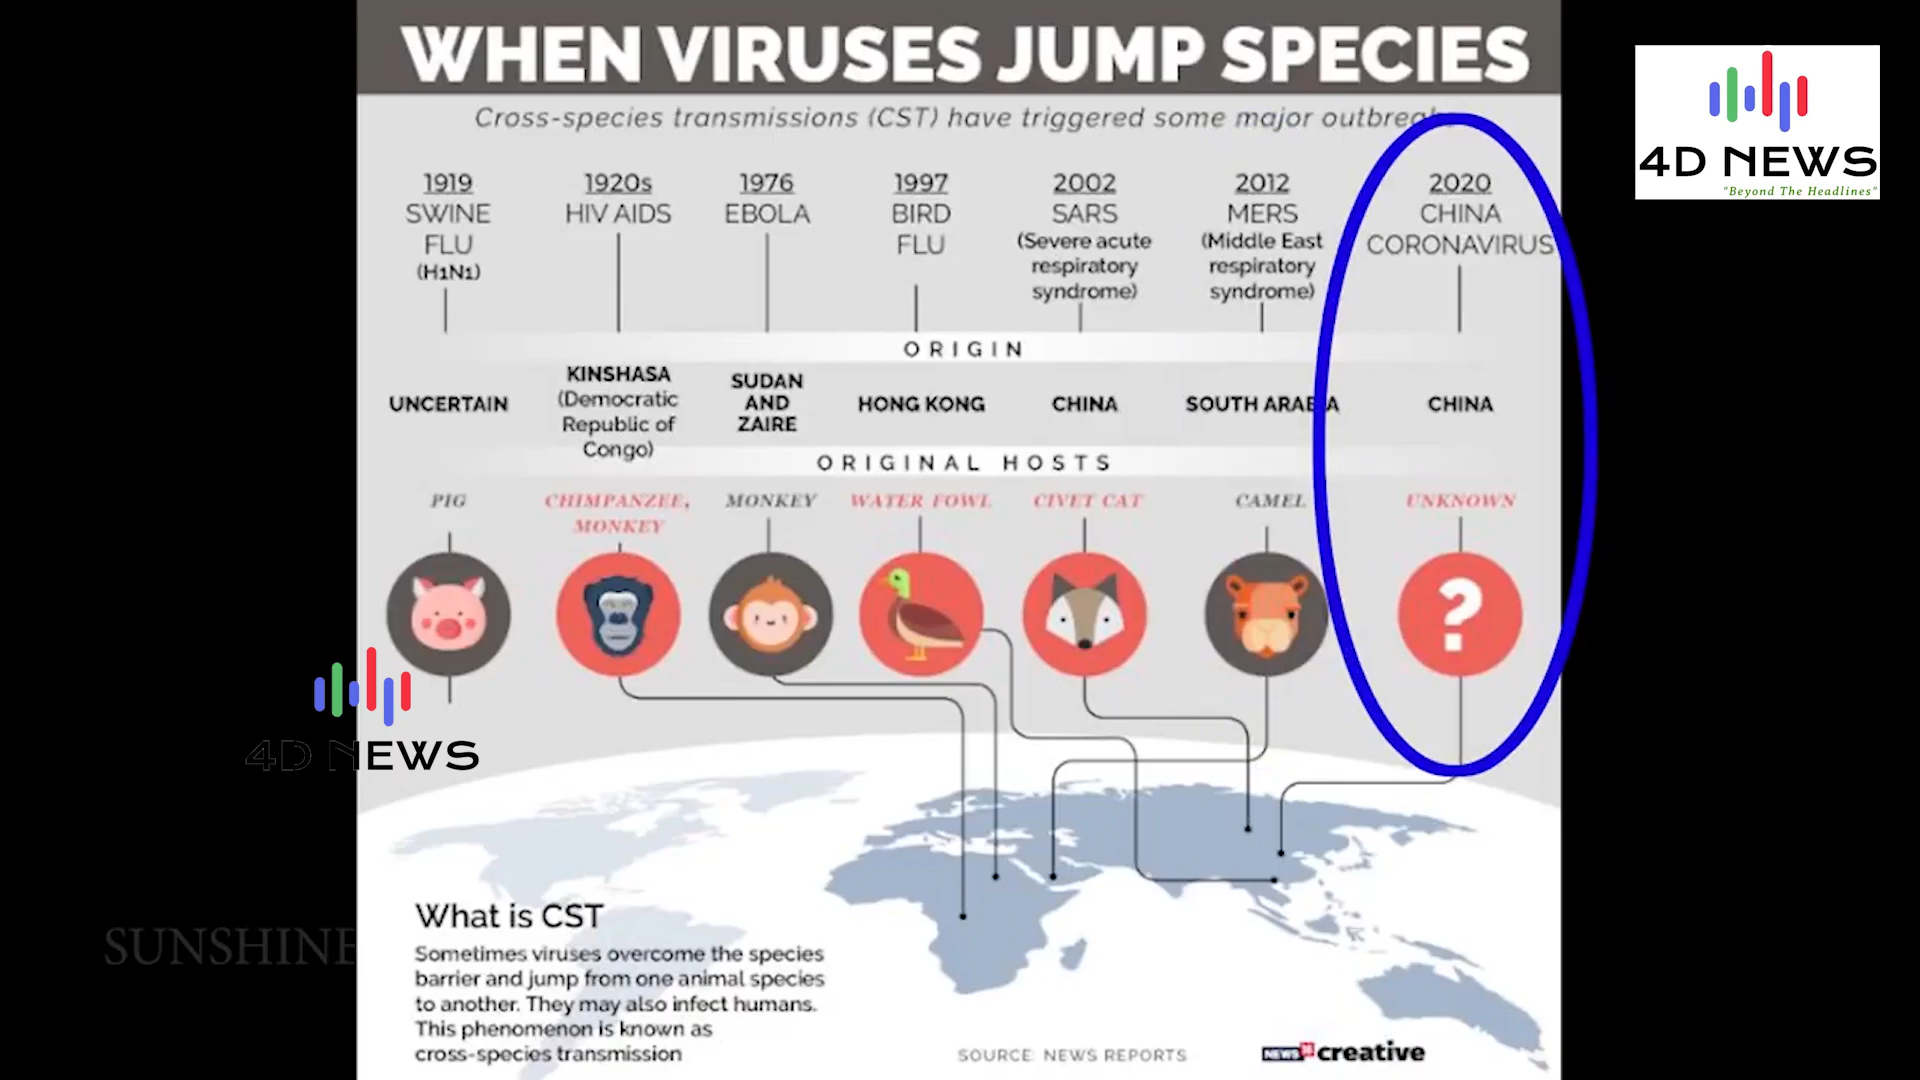 WHEN VIRUSES JUMP SPECIES
Cross-species transmissions (CST) have triggered some major
4D NEWS
"Beyond The Headlines"
1919
SWINE
FLU
(H1N1)
1920s
HIV AIDS
1976
EBOLA
1997
BIRD
FLU
2002
SARS
(Severe acute
respiratory
syndrome)
2012
MERS
(Middle East
respiratory
syndrome)
2020
CHINA
CORONAVIRUS
ORIGIN
UNCERTAIN
KINSHASA
(Democratic
Republic of
Congo)
SUDAN
AND
ZAIRE
HONG KONG
CHINA
SOUTH ARABIA
CHINA
ORIGINAL HOSTS
PIG
CHIMPANZEE,
MONKEY
MONKEY
WATER FOWL
CIVET CAT
CAMEL
UNKNOWN
?
4D NEWS
SUNSHINE
What is CST
Sometimes viruses overcome the species
barrier and jump from one animal species
to another. They may also infect humans.
This phenomenon is known as
cross-species transmission
SOURCE: NEWS REPORTS
NEWS18 creative